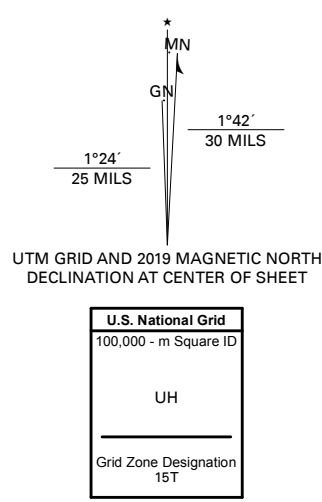 ★
MN
GN
1°42´
30 MILS
1°24´
25 MILS
UTM GRID AND 2019 MAGNETIC NORTH
DECLINATION AT CENTER OF SHEET
U.S. National Grid
100,000 - m Square ID
UH
Grid Zone Designation
15T